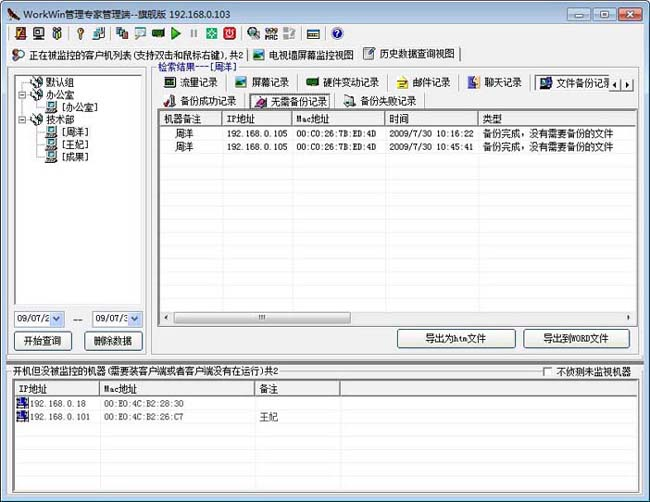 WorkWin管理专家管理端--旗舰版 192.168.0.103
正在被监控的客户机列表(支持双击和鼠标右键),共2 电视墙屏幕监控视图 历史数据查询视图
默认组
办公室
[办公室]
技术部
[周洋]
[王妃]
[成果]
检索结果---[周洋]
流量记录 屏幕记录 硬件变动记录 邮件记录 聊天记录 文件备份记录
备份成功记录 无需备份记录 备份失败记录
机器备注 IP地址 Mac地址 时间 类型
周洋 192.168.0.105 00:C0:26:7B:ED:4D 2009/7/30 10:16:22 备份完成，没有需要备份的文件
周洋 192.168.0.105 00:C0:26:7B:ED:4D 2009/7/30 10:45:41 备份完成，没有需要备份的文件
09/07/2 -- 09/07/3
开始查询 删除数据
导出为htm文件 导出到WORD文件
开机但没被监控的机器(需要装客户端或者客户端没有在运行)共2 不侦测未监视机器
IP地址 Mac地址 备注
192.168.0.18 00:E0:4C:B2:28:30
192.168.0.101 00:E0:4C:B2:26:C7 王妃